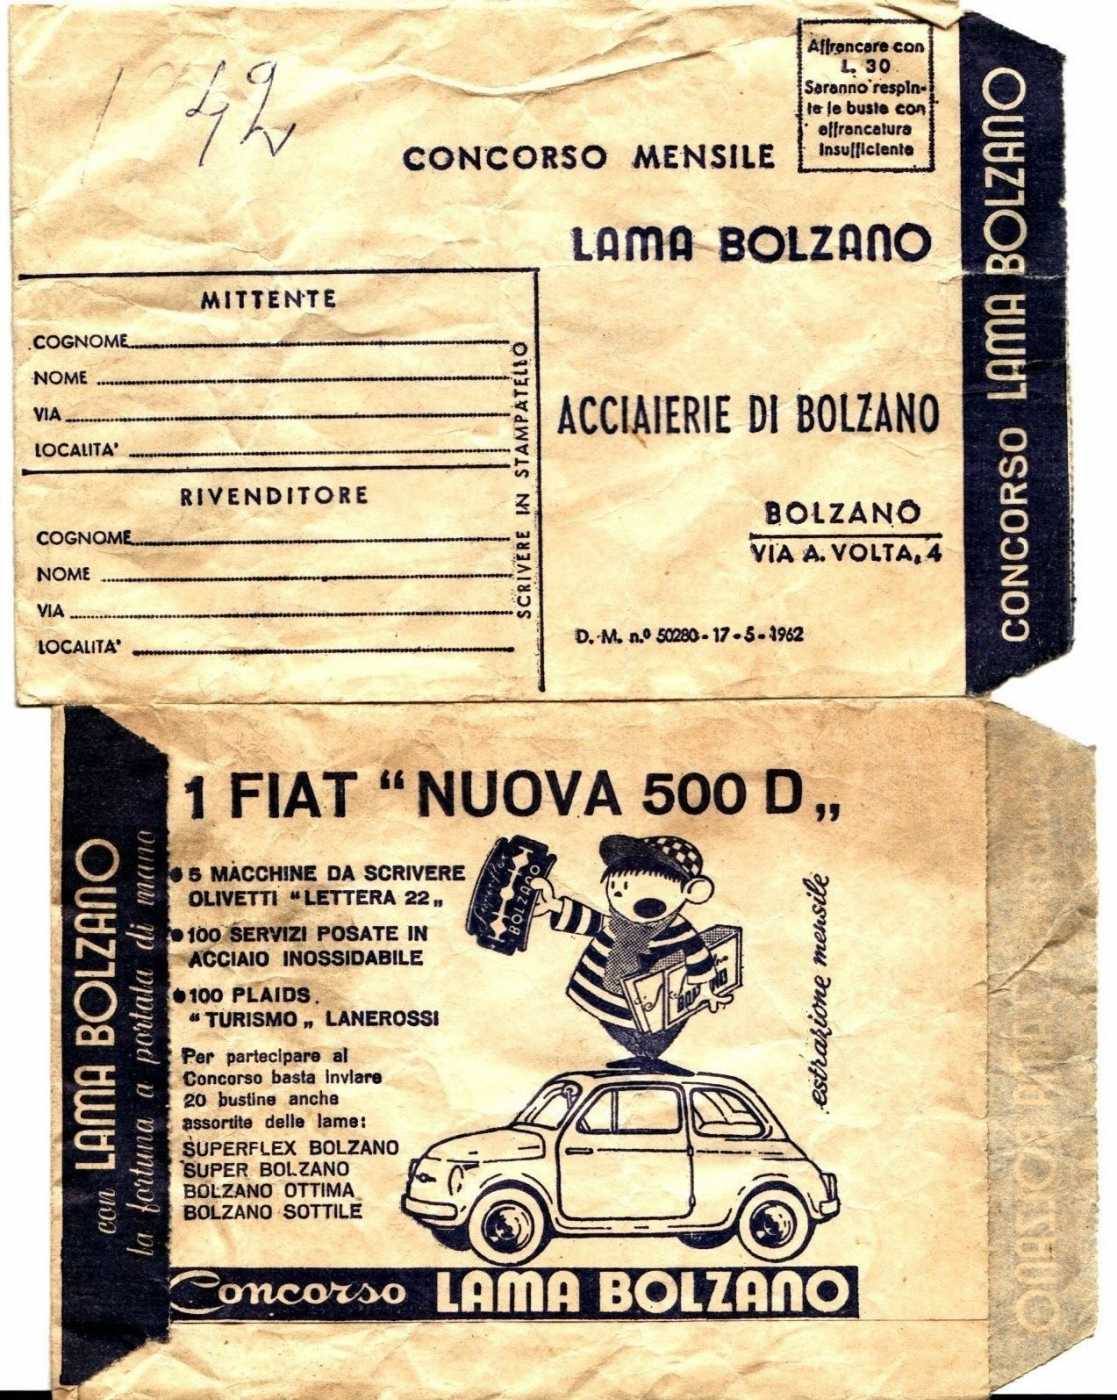 42
Affrancare con
L. 30
Saranno respin-
te le buste con
affrancatura
insufficiente
CONCORSO MENSILE
LAMA BOLZANO
MITTENTE
COGNOME
NOME
VIA
LOCALITA'
SCRIVERE IN STAMPATELLO
RIVENDITORE
COGNOME
NOME
VIA
LOCALITA'
ACCIAIERIE DI BOLZANO
BOLZANO
VIA A. VOLTA, 4
D. M. n.º 50280 - 17 - 5 - 1962
CONCORSO LAMA BOLZANO
con LAMA BOLZANO
la fortuna a portata di mano
1 FIAT “NUOVA 500 D„
5 MACCHINE DA SCRIVERE
OLIVETTI “LETTERA 22„
100 SERVIZI POSATE IN
ACCIAIO INOSSIDABILE
100 PLAIDS
“TURISMO„ LANEROSSI
Per partecipare al
Concorso basta inviare
20 bustine anche
assortite delle lame:
SUPERFLEX BOLZANO
SUPER BOLZANO
BOLZANO OTTIMA
BOLZANO SOTTILE
BOLZANO
estrazione mensile
Concorso LAMA BOLZANO